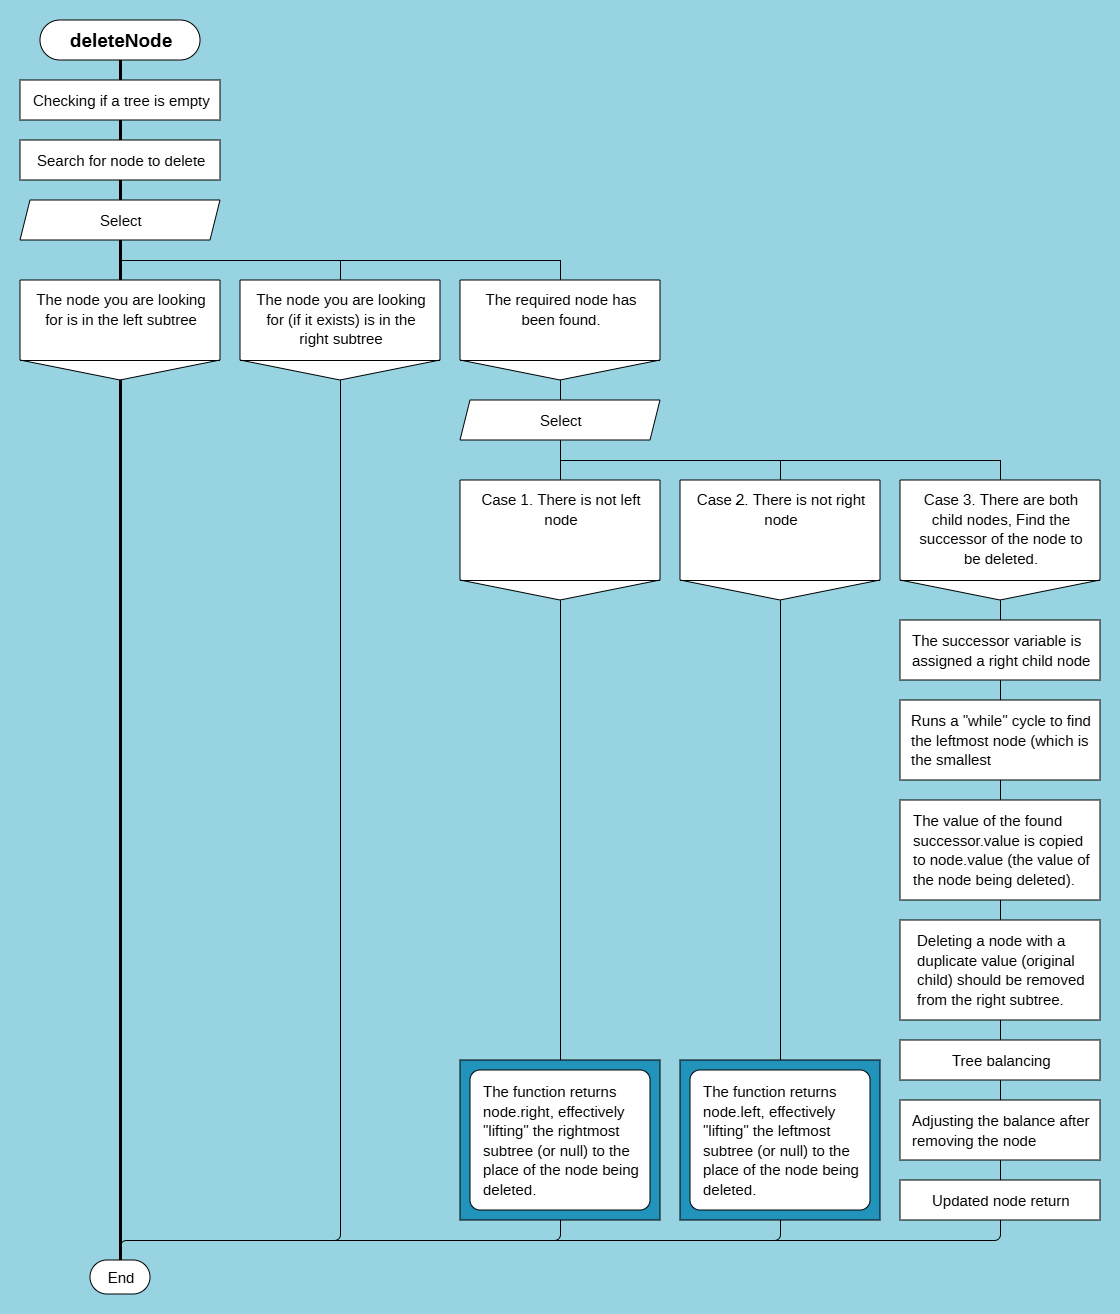 deleteNode
Checking if a tree is empty
Search for node to delete
Select
The node you are looking
for is in the left subtree
The node you are looking
for (if it exists) is in the
right subtree
The required node has
been found.
Select
Case 1. There is not left
node
Case 2. There is not right
node
Case 3. There are both
child nodes, Find the
successor of the node to
be deleted.
The successor variable is
assigned a right child node
Runs a "while" cycle to find
the leftmost node (which is
the smallest
The value of the found
successor.value is copied
to node.value (the value of
the node being deleted).
Deleting a node with a
duplicate value (original
child) should be removed
from the right subtree.
Tree balancing
The function returns
node.right, effectively
"lifting" the rightmost
subtree (or null) to the
place of the node being
deleted.
The function returns
node.left, effectively
"lifting" the leftmost
subtree (or null) to the
place of the node being
deleted.
Adjusting the balance after
removing the node
Updated node return
End